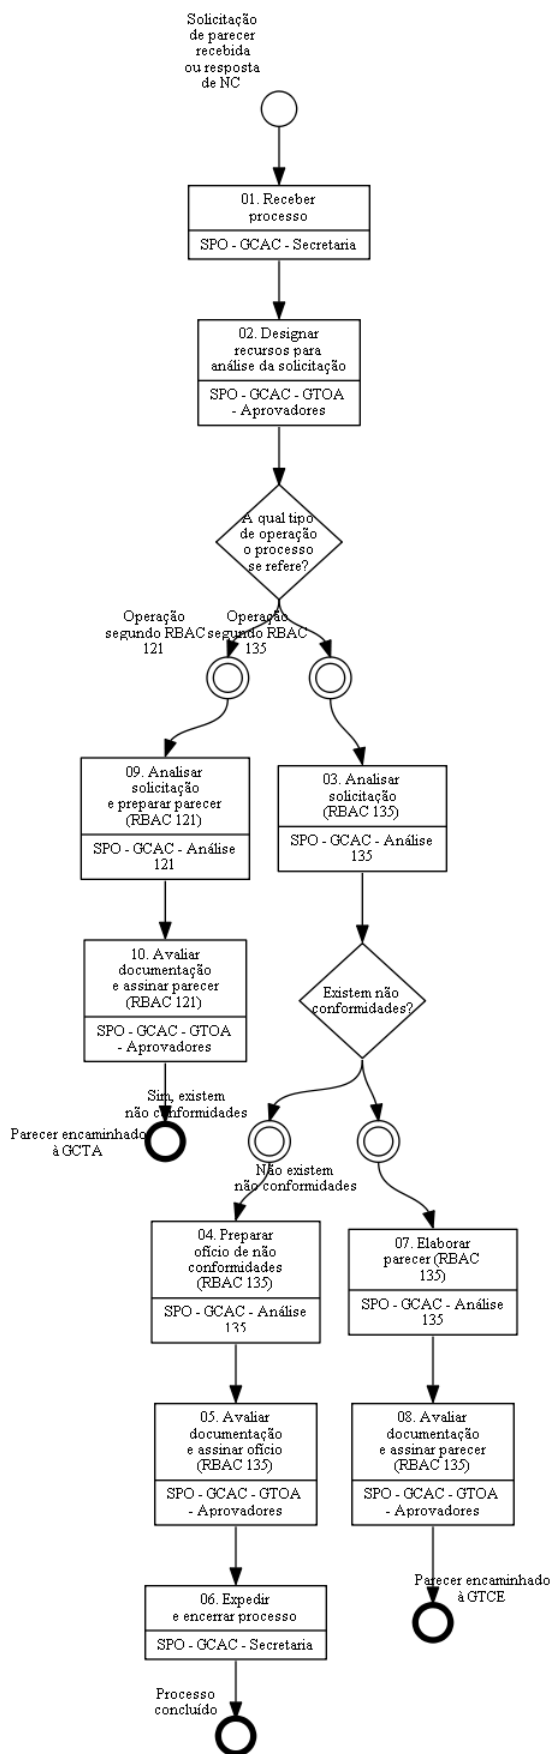 Solicitação
de parecer
recebida
ou resposta
de NC
01. Receber
processo
SPO - GCAC - Secretaria
02. Designar
recursos para
análise da solicitação
SPO - GCAC - GTOA
- Aprovadores
A qual tipo
de operação
o processo
se refere?
Operação
segundo RBAC
121
Operação
segundo RBAC
135
09. Analisar
solicitação
e preparar parecer
(RBAC 121)
SPO - GCAC - Análise
121
03. Analisar
solicitação
(RBAC 135)
SPO - GCAC - Análise
135
10. Avaliar
documentação
e assinar parecer
(RBAC 121)
SPO - GCAC - GTOA
- Aprovadores
Existem não
conformidades?
Sim, existem
não conformidades
Parecer encaminhado
à GCTA
Não existem
não conformidades
04. Preparar
ofício de não
conformidades
(RBAC 135)
SPO - GCAC - Análise
135
07. Elaborar
parecer (RBAC
135)
SPO - GCAC - Análise
135
05. Avaliar
documentação
e assinar ofício
(RBAC 135)
SPO - GCAC - GTOA
- Aprovadores
08. Avaliar
documentação
e assinar parecer
(RBAC 135)
SPO - GCAC - GTOA
- Aprovadores
Parecer encaminhado
à GTCE
06. Expedir
e encerrar processo
SPO - GCAC - Secretaria
Processo
concluído